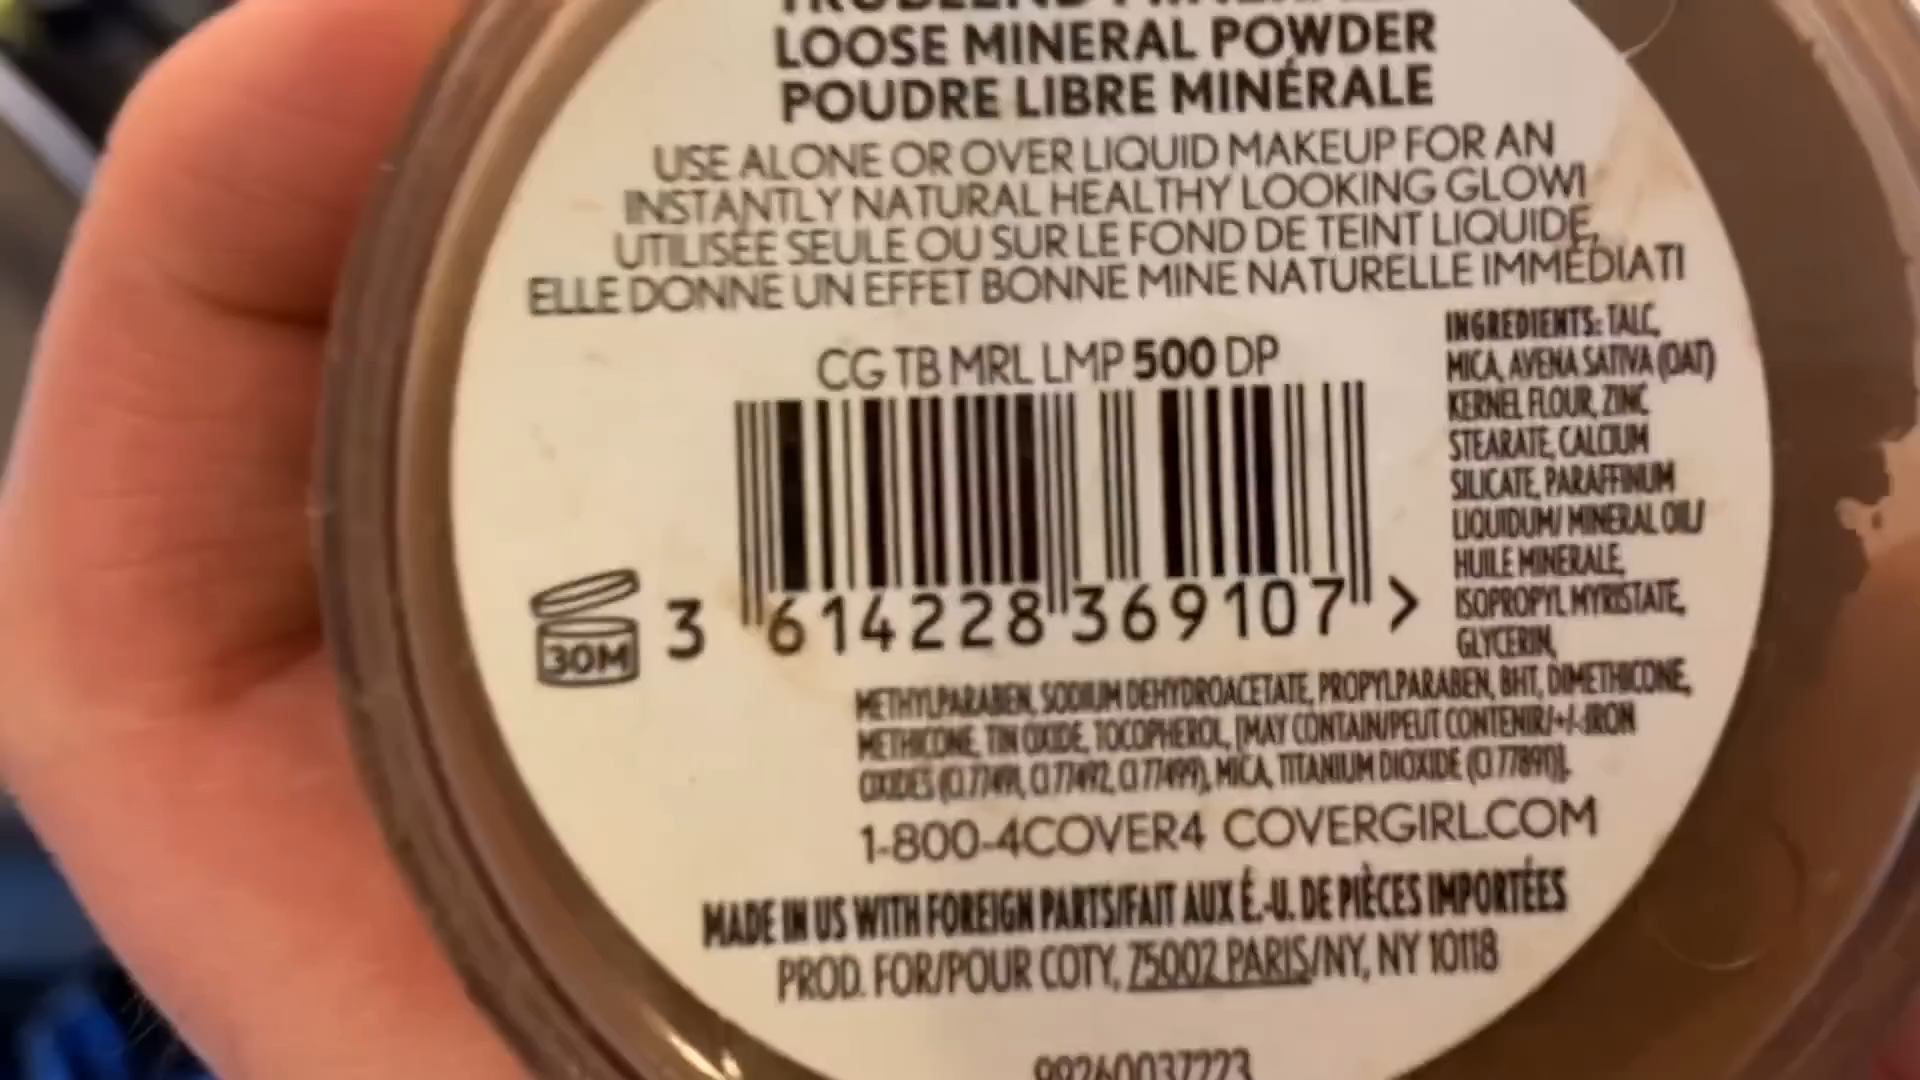 LOOSE MINERAL POWDER
POUDRE LIBRE MINÉRALE
USE ALONE OR OVER LIQUID MAKEUP FOR AN
INSTANTLY NATURAL HEALTHY LOOKING GLOW!
UTILISÉE SEULE OU SUR LE FOND DE TEINT LIQUIDE,
ELLE DONNE UN EFFET BONNE MINE NATURELLE IMMÉDIAT!
CG TB MRL LMP 500 DP
30M
3 614228 369107 >
INGREDIENTS: TALC,
MICA, AVENA SATIVA (OAT)
KERNEL FLOUR, ZINC
STEARATE, CALCIUM
SILICATE, PARAFFINUM
LIQUIDUM/ MINERAL OIL/
HUILE MINERALE,
ISOPROPYL MYRISTATE,
GLYCERIN,
METHYLPARABEN, SODIUM DEHYDROACETATE, PROPYLPARABEN, BHT, DIMETHICONE,
METHICONE, TIN OXIDE, TOCOPHEROL, [MAY CONTAIN/PEUT CONTENIR/+/-:IRON
OXIDES (CI 77491, CI 77492, CI 77499), MICA, TITANIUM DIOXIDE (CI 77891)].
1-800-4COVER4 COVERGIRL.COM
MADE IN US WITH FOREIGN PARTS/FAIT AUX É.-U. DE PIÈCES IMPORTÉES
PROD. FOR/POUR COTY, 75002 PARIS/NY, NY 10118
99260037223